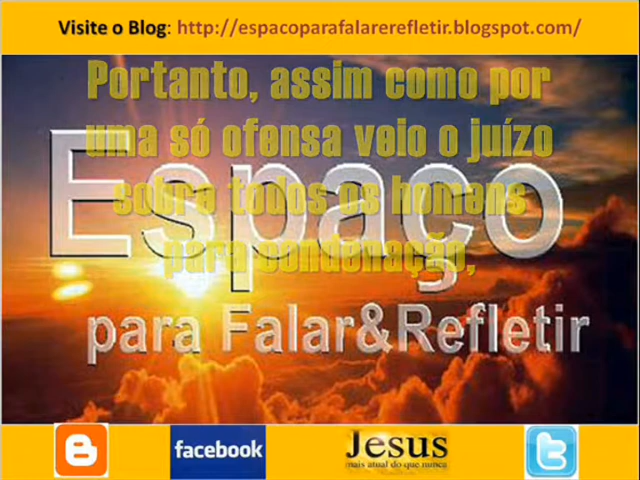 Visite o Blog: http://espacoparafalarerefletir.blogspot.com/
Portanto, assim como por
uma só ofensa veio o juízo
sobre todos os homens
para condenação,
Espaço
para Falar&Refletir
facebook
Jesus
mais atual do que nunca